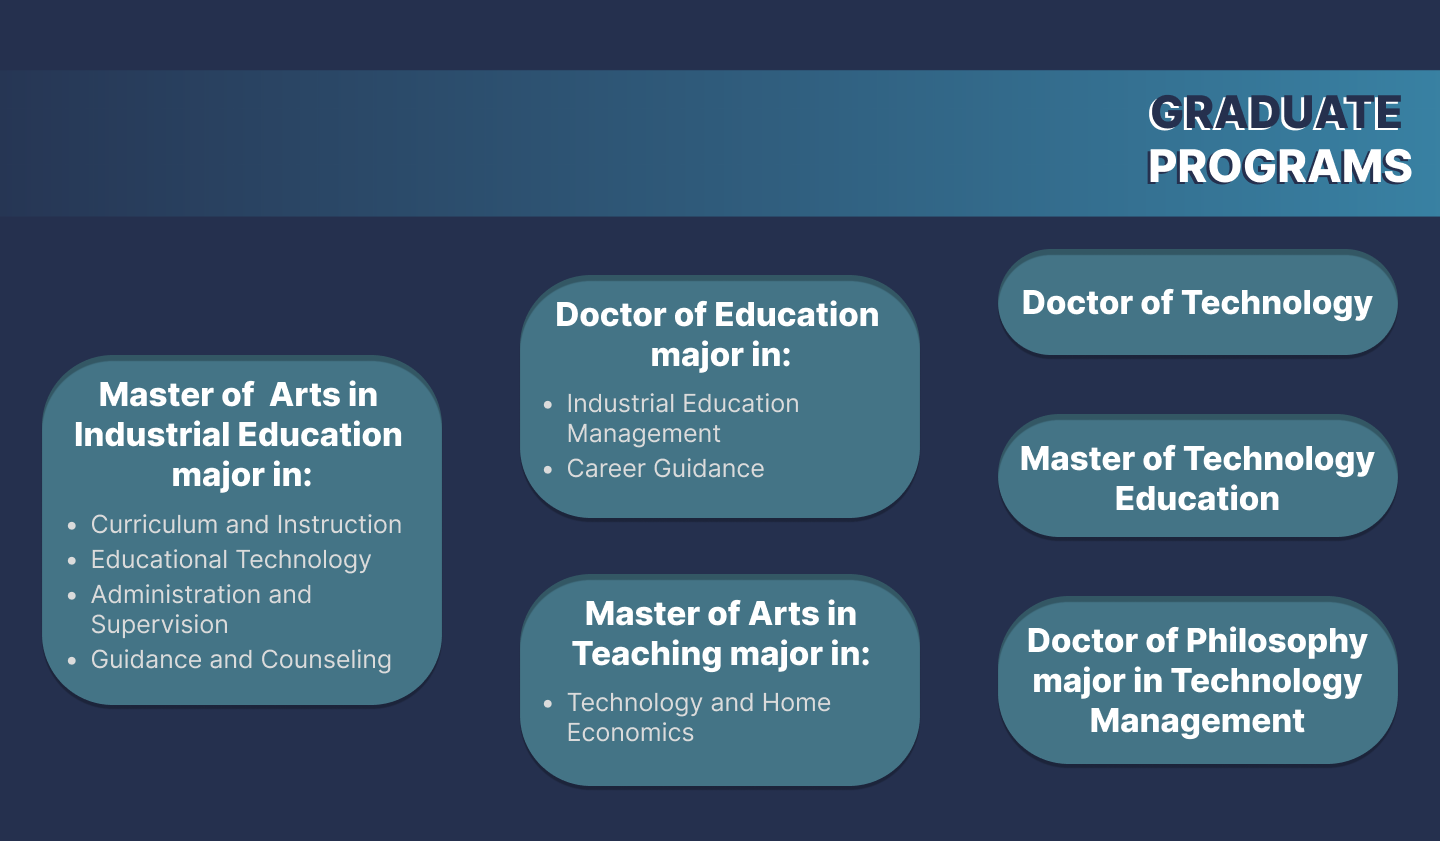 GRADUATE
PROGRAMS
Master of  Arts in
Industrial Education
major in:
• Curriculum and Instruction
• Educational Technology
• Administration and
Supervision
• Guidance and Counseling
Doctor of Education
major in:
• Industrial Education
Management
• Career Guidance
Master of Arts in
Teaching major in:
• Technology and Home
Economics
Doctor of Technology
Master of Technology
Education
Doctor of Philosophy
major in Technology
Management